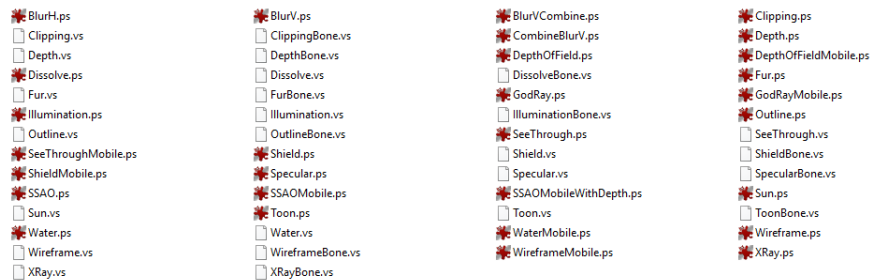 BlurH.ps BlurV.ps BlurVCombine.ps Clipping.ps
Clipping.vs ClippingBone.vs CombineBlurV.ps Depth.ps
Depth.vs DepthBone.vs DepthOfField.ps DepthOfFieldMobile.ps
Dissolve.ps Dissolve.vs DissolveBone.vs Fur.ps
Fur.vs FurBone.vs GodRay.ps GodRayMobile.ps
Illumination.ps Illumination.vs IlluminationBone.vs Outline.ps
Outline.vs OutlineBone.vs SeeThrough.ps SeeThrough.vs
SeeThroughMobile.ps Shield.ps Shield.vs ShieldBone.vs
ShieldMobile.ps Specular.ps Specular.vs SpecularBone.vs
SSAO.ps SSAOMobile.ps SSAOMobileWithDepth.ps Sun.ps
Sun.vs Toon.ps Toon.vs ToonBone.vs
Water.ps Water.vs WaterMobile.ps Wireframe.ps
Wireframe.vs WireframeBone.vs WireframeMobile.ps XRay.ps
XRay.vs XRayBone.vs